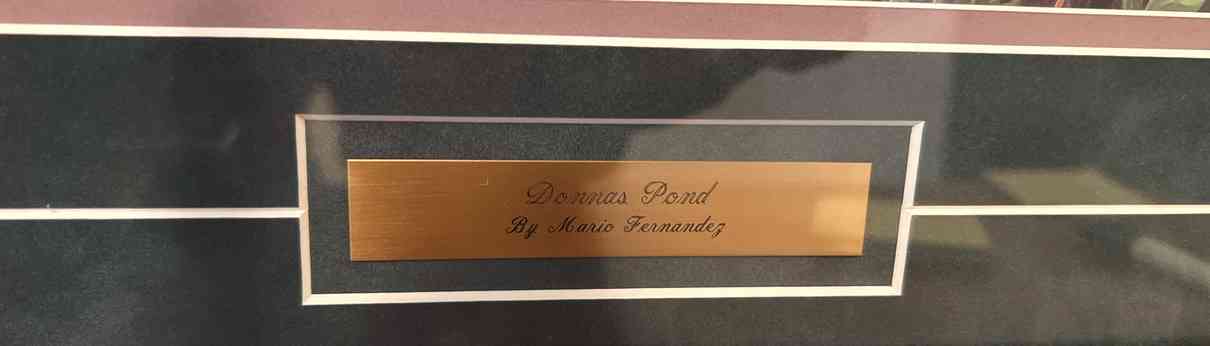 Donnas Pond
By Mario Fernandez